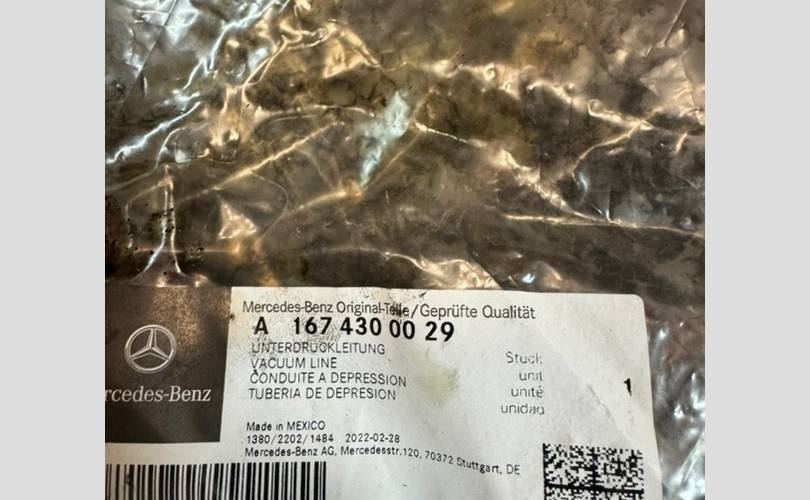 Mercedes-Benz Original-Teile/Geprüfte Qualität
A 167 430 00 29
UNTERDRUCKLEITUNG
VACUUM LINE
CONDUITE A DEPRESSION
TUBERIA DE DEPRESION
Stück
unit
unité
unidad
1
rcedes-Benz
Made in MEXICO
1380/2202/1484 2022-02-28
Mercedes-Benz AG, Mercedesstr.120, 70372 Stuttgart, DE